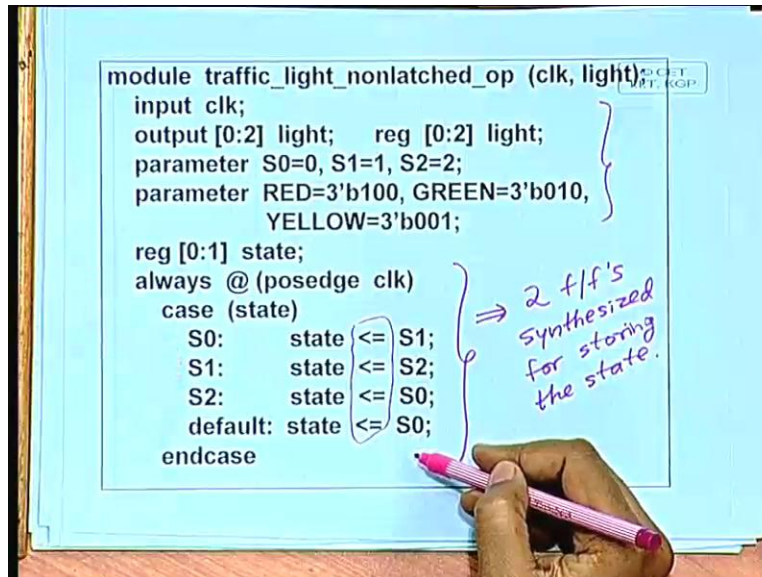 module traffic_light_nonlatched_op (clk, light);
input clk;
output [0:2] light; reg [0:2] light;
parameter S0=0, S1=1, S2=2;
parameter RED=3'b100, GREEN=3'b010,
YELLOW=3'b001;
reg [0:1] state;
always @ (posedge clk)
case (state)
S0: state <= S1;
S1: state <= S2;
S2: state <= S0;
default: state <= S0;
endcase
⇒ 2 f/f's
synthesized
for storing
the state.
KGP